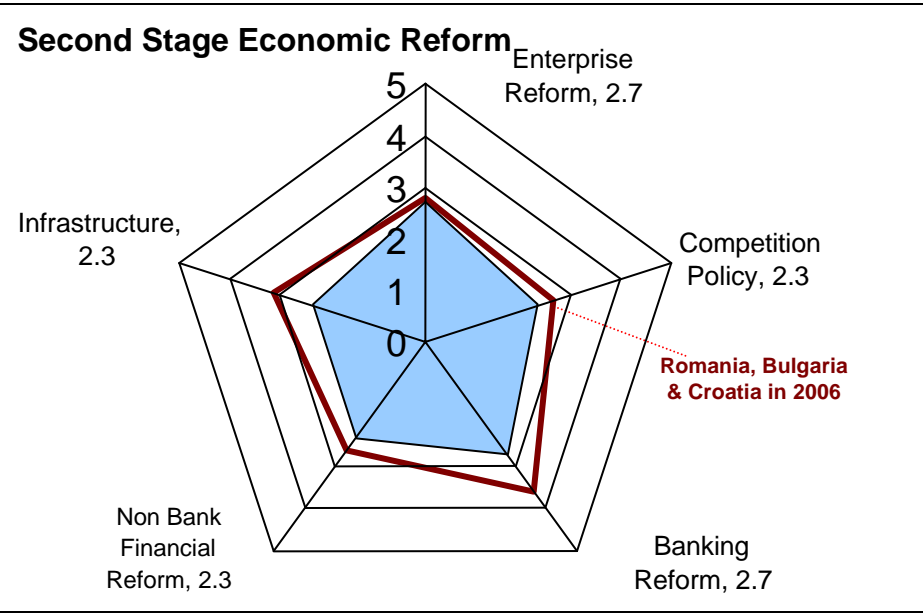 Second Stage Economic Reform
Enterprise
Reform, 2.7
5
4
3
2
1
0
Infrastructure,
2.3
Competition
Policy, 2.3
Romania, Bulgaria
& Croatia in 2006
Non Bank
Financial
Reform, 2.3
Banking
Reform, 2.7